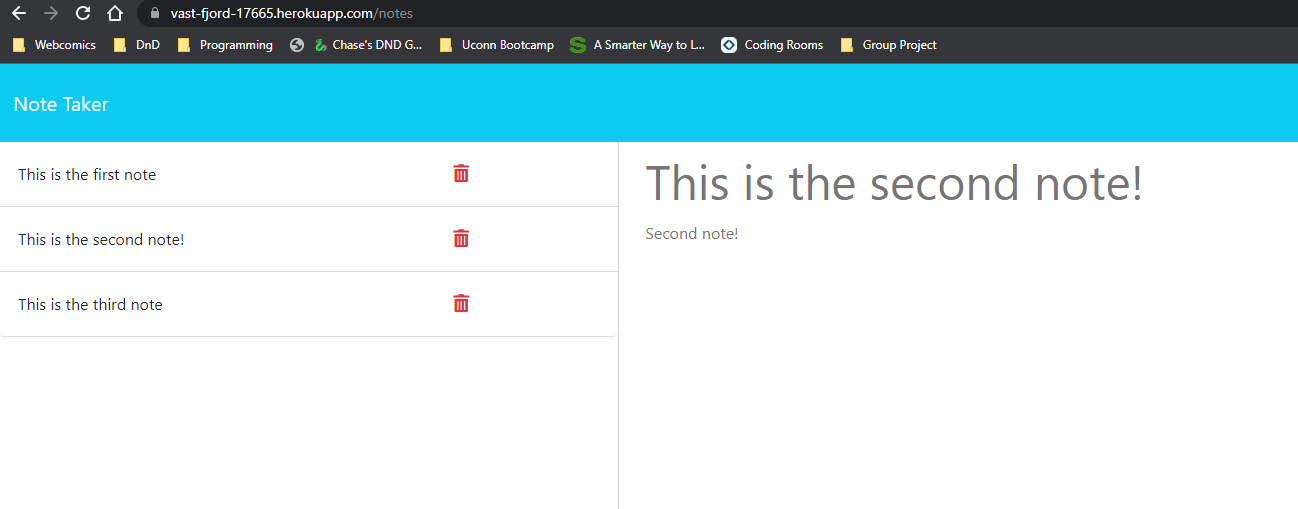 vast-fjord-17665.herokuapp.com/notes
Webcomics DnD Programming Chase's DND G... Uconn Bootcamp A Smarter Way to L... Coding Rooms Group Project
Note Taker
This is the first note
This is the second note!
This is the third note
This is the second note!
Second note!